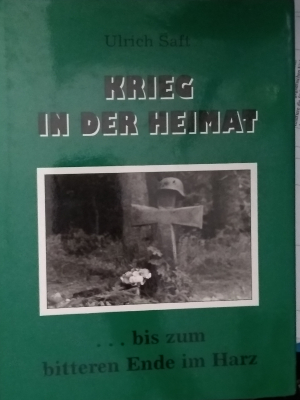 Ulrich Saft
KRIEG
IN DER HEIMAT
. . . bis zum
bitteren Ende im Harz